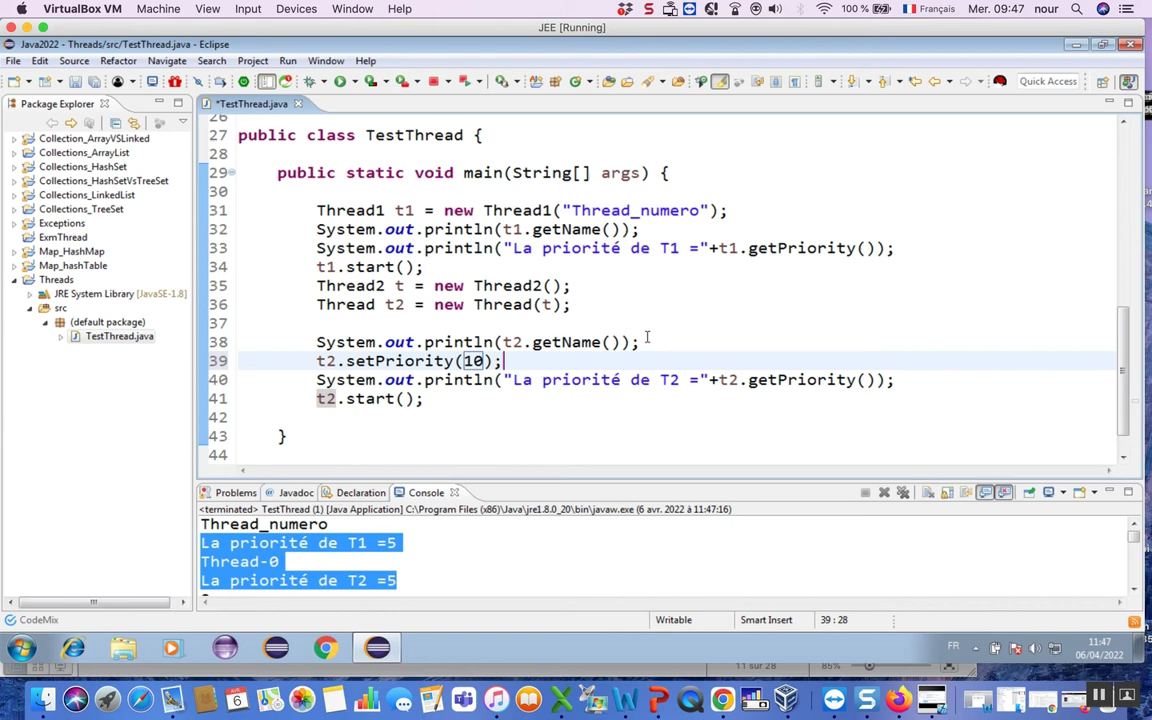 VirtualBox VM Machine View Input Devices Window Help 100 % Français Mer. 09:47 nour
JEE [Running]
Java2022 - Threads/src/TestThread.java - Eclipse
File Edit Source Refactor Navigate Search Project Run Window Help
Quick Access
Package Explorer
*TestThread.java
Collection_ArrayVSLinked
Collections_ArrayList
Collections_HashSet
Collections_HashSetVsTreeSet
Collections_LinkedList
Collections_TreeSet
Exceptions
ExmThread
Map_HashMap
Map_hashTable
Threads
JRE System Library [JavaSE-1.8]
src
(default package)
TestThread.java
26
27 public class TestThread {
28
29 public static void main(String[] args) {
30
31 Thread1 t1 = new Thread1("Thread_numero");
32 System.out.println(t1.getName());
33 System.out.println("La priorité de T1 ="+t1.getPriority());
34 t1.start();
35 Thread2 t = new Thread2();
36 Thread t2 = new Thread(t);
37
38 System.out.println(t2.getName());
39 t2.setPriority(10);
40 System.out.println("La priorité de T2 ="+t2.getPriority());
41 t2.start();
42
43 }
44
Problems Javadoc Declaration Console
<terminated> TestThread (1) [Java Application] C:\Program Files (x86)\Java\jre1.8.0_20\bin\javaw.exe (6 avr. 2022 à 11:47:16)
Thread_numero
La priorité de T1 =5
Thread-0
La priorité de T2 =5
CodeMix
Writable Smart Insert 39 : 28
FR
11:47
06/04/2022
11 sur 28 85%